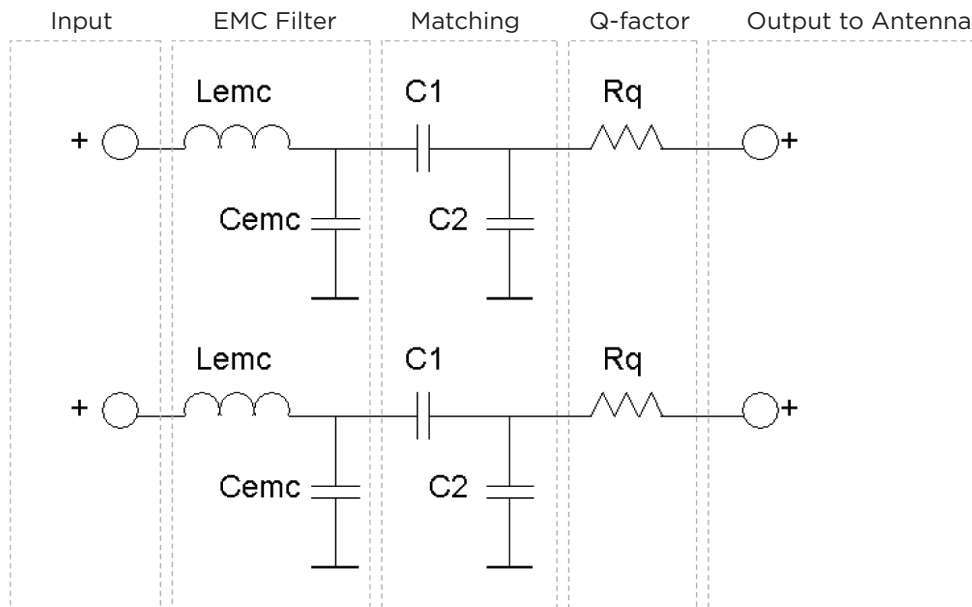 Input EMC Filter Matching Q-factor Output to Antenna
Lemc C1 Rq
+ +
Cemc C2
Lemc C1 Rq
+ +
Cemc C2